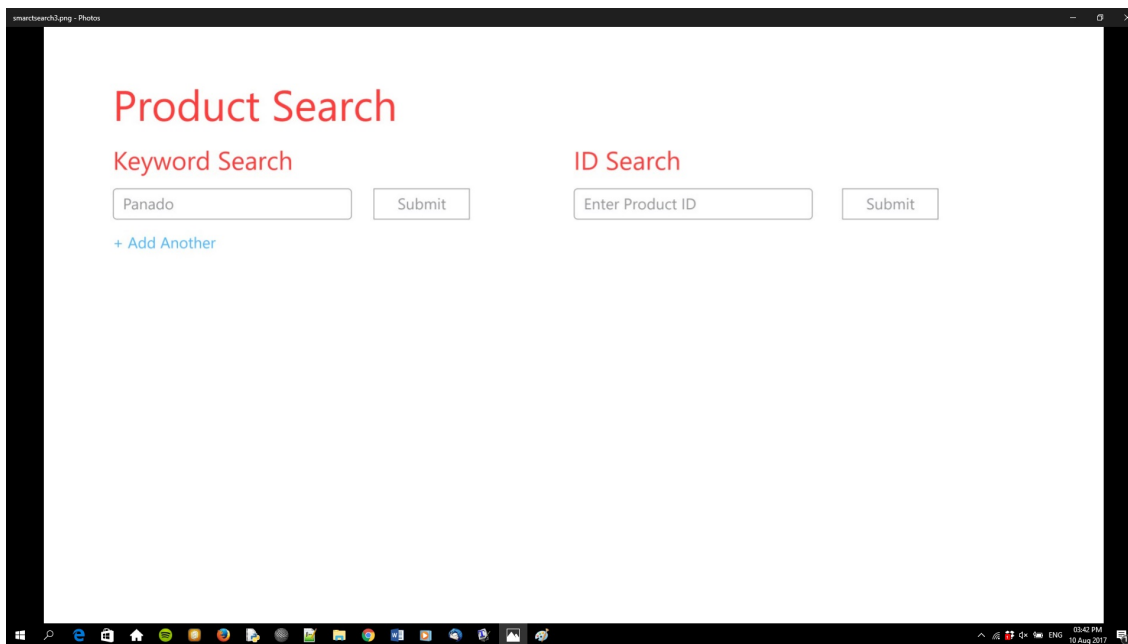 smarctsearch3.png - Photos
Product Search
Keyword Search
ID Search
Panado
Submit
Enter Product ID
Submit
+ Add Another
ENG
03:42 PM
10 Aug 2017